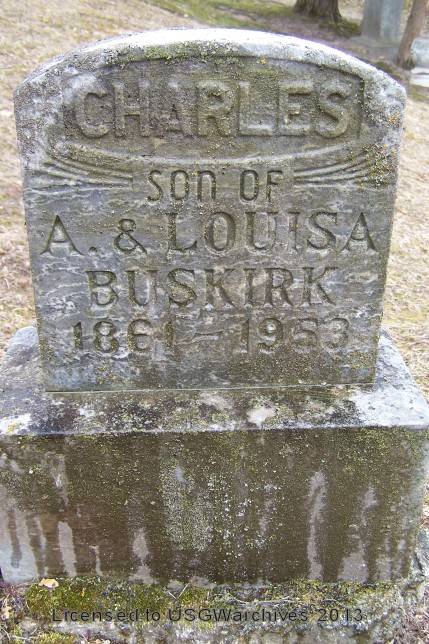 CHARLES
SON OF
A. & LOUISA
BUSKIRK
1861 - 1953
Licensed to USGWarchives 2013